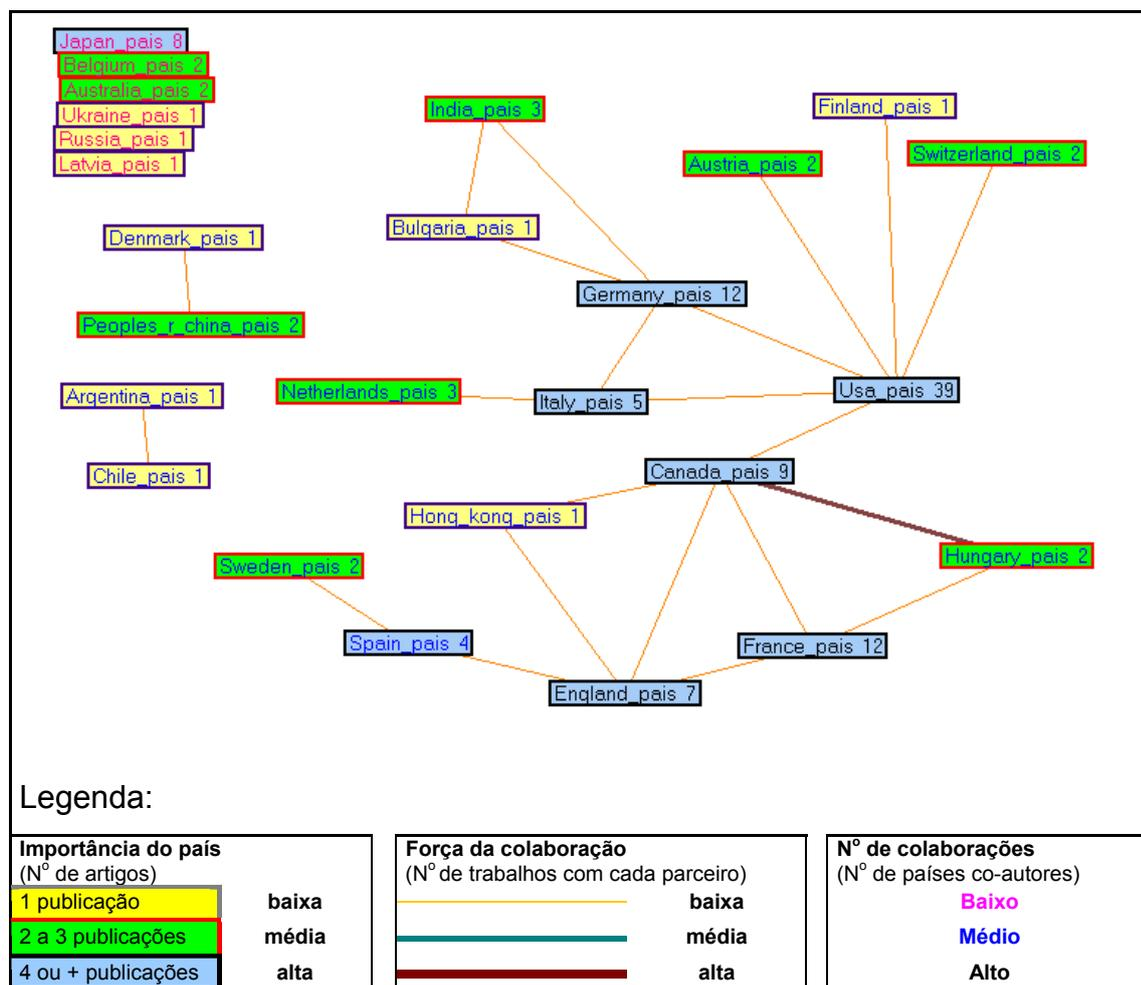 Japan_pais 8
Belgium_pais 2
Australia_pais 2
Ukraine_pais 1
Russia_pais 1
Latvia_pais 1
India_pais 3
Finland_pais 1
Austria_pais 2
Switzerland_pais 2
Bulgaria_pais 1
Denmark_pais 1
Germany_pais 12
Peoples_r_china_pais 2
Argentina_pais 1
Netherlands_pais 3
Italy_pais 5
Usa_pais 39
Chile_pais 1
Canada_pais 9
Hong_kong_pais 1
Sweden_pais 2
Hungary_pais 2
Spain_pais 4
France_pais 12
England_pais 7
Legenda:
Importância do país
(Nº de artigos)
1 publicação baixa
2 a 3 publicações média
4 ou + publicações alta
Força da colaboração
(Nº de trabalhos com cada parceiro)
baixa
média
alta
Nº de colaborações
(Nº de países co-autores)
Baixo
Médio
Alto